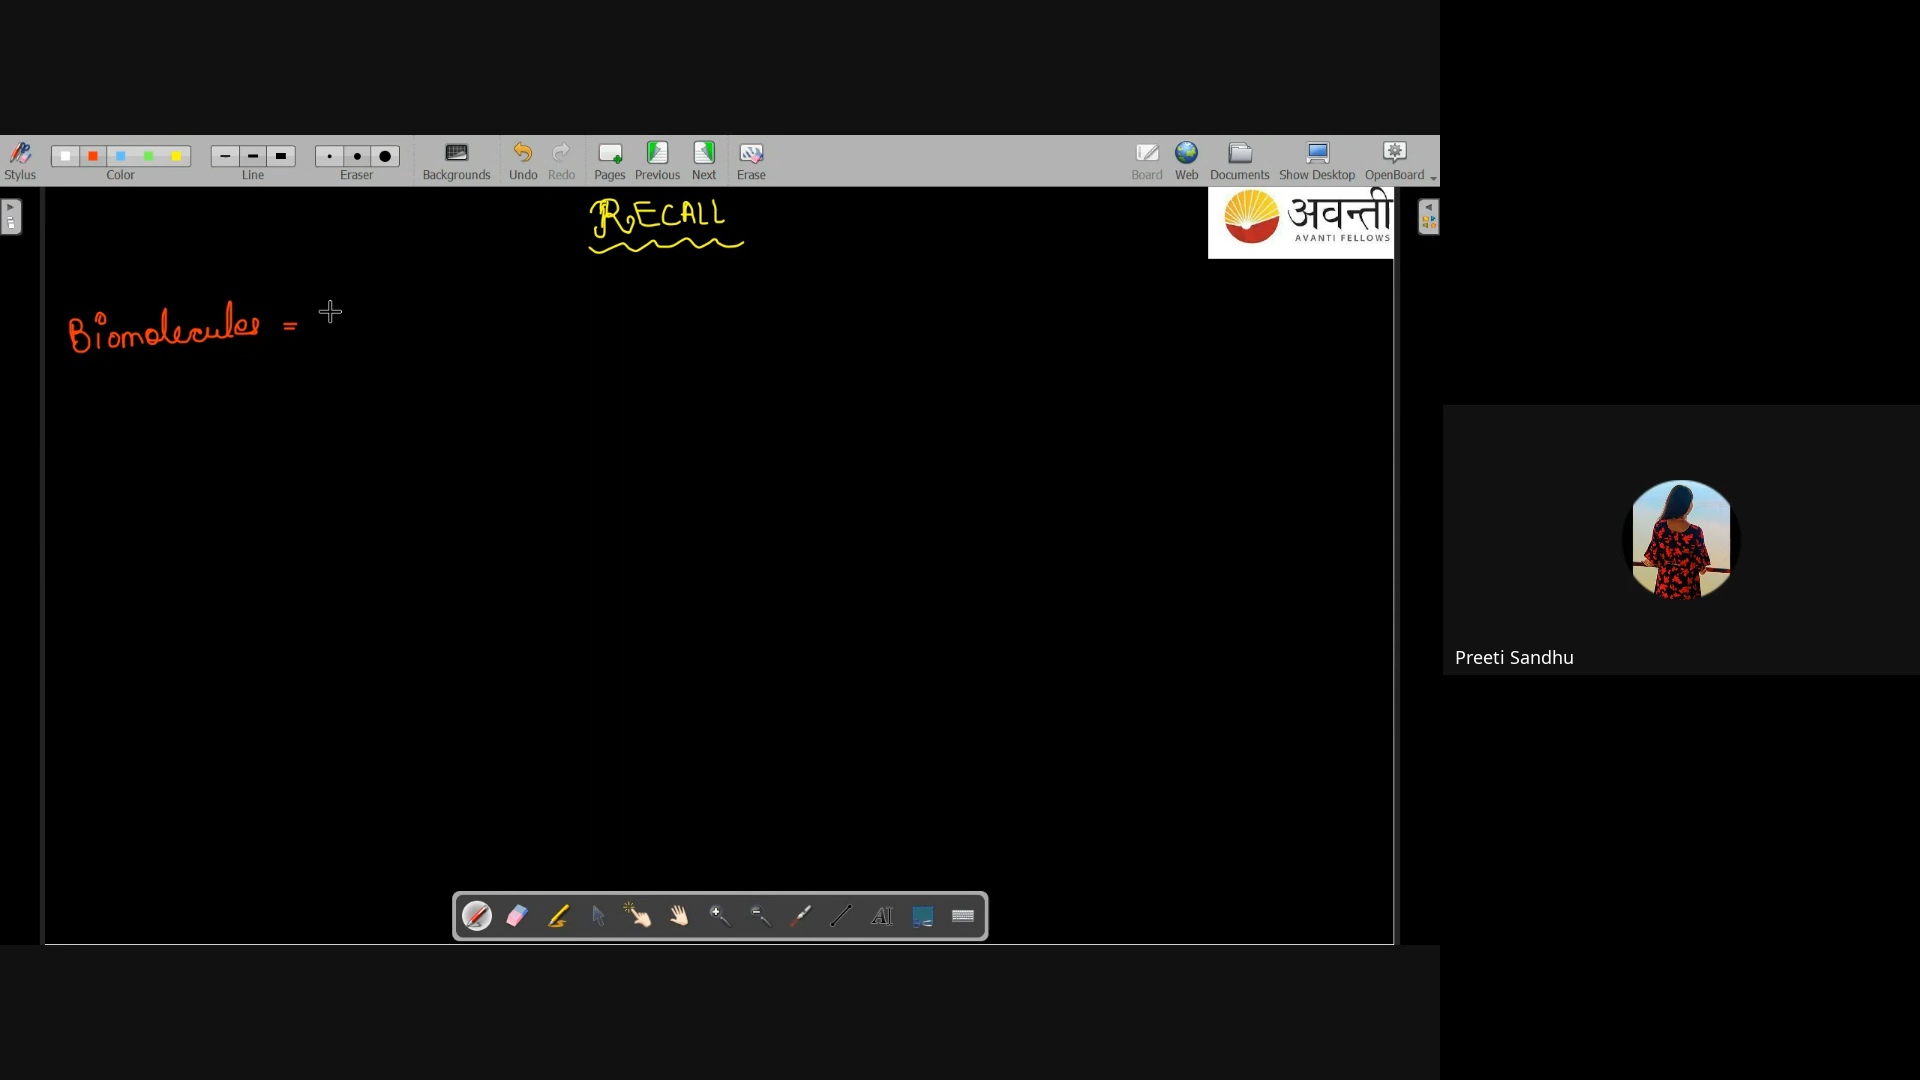 Stylus Color Line Eraser Backgrounds Undo Redo Pages Previous Next Erase Board Web Documents Show Desktop OpenBoard
RECALL
अवन्ती
AVANTI FELLOWS
Biomolecules =
Preeti Sandhu